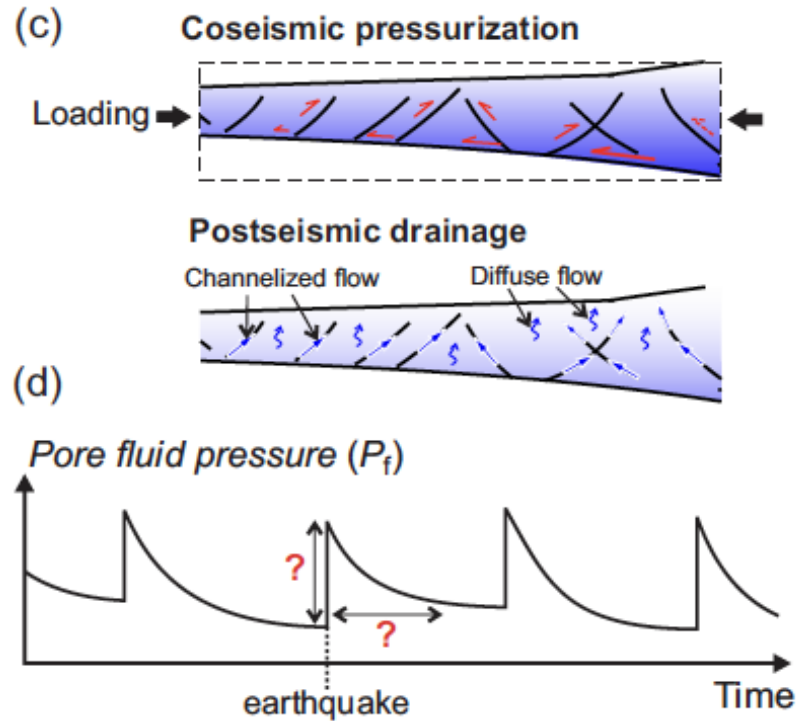 (c)
Coseismic pressurization
Loading
Postseismic drainage
Channelized flow
Diffuse flow
(d)
Pore fluid pressure (Pf)
?
?
earthquake
Time